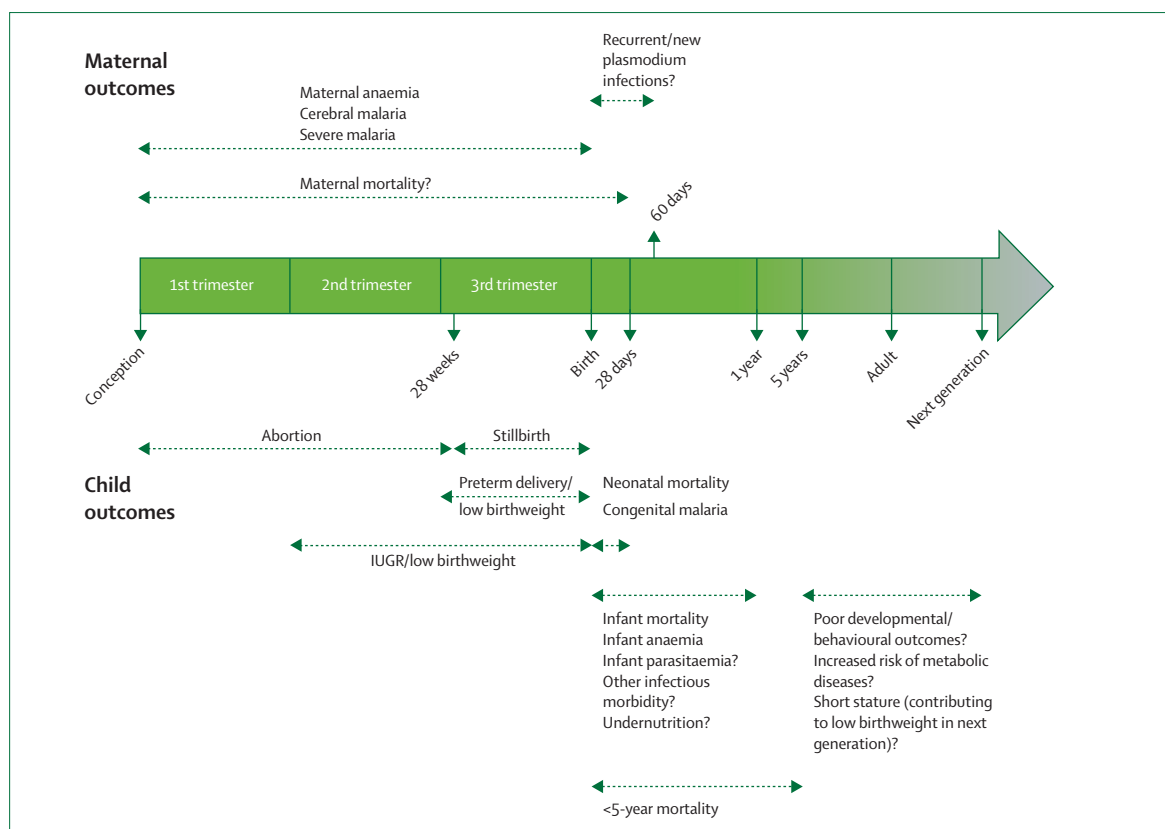 Maternal
outcomes
Recurrent/new
plasmodium
infections?
Maternal anaemia
Cerebral malaria
Severe malaria
Maternal mortality?
60 days
1st trimester
2nd trimester
3rd trimester
Conception
28 weeks
Birth
28 days
1 year
5 years
Adult
Next generation
Abortion
Stillbirth
Child
outcomes
Preterm delivery/
low birthweight
Neonatal mortality
Congenital malaria
IUGR/low birthweight
Infant mortality
Infant anaemia
Infant parasitaemia?
Other infectious
morbidity?
Undernutrition?
Poor developmental/
behavioural outcomes?
Increased risk of metabolic
diseases?
Short stature (contributing
to low birthweight in next
generation)?
<5-year mortality